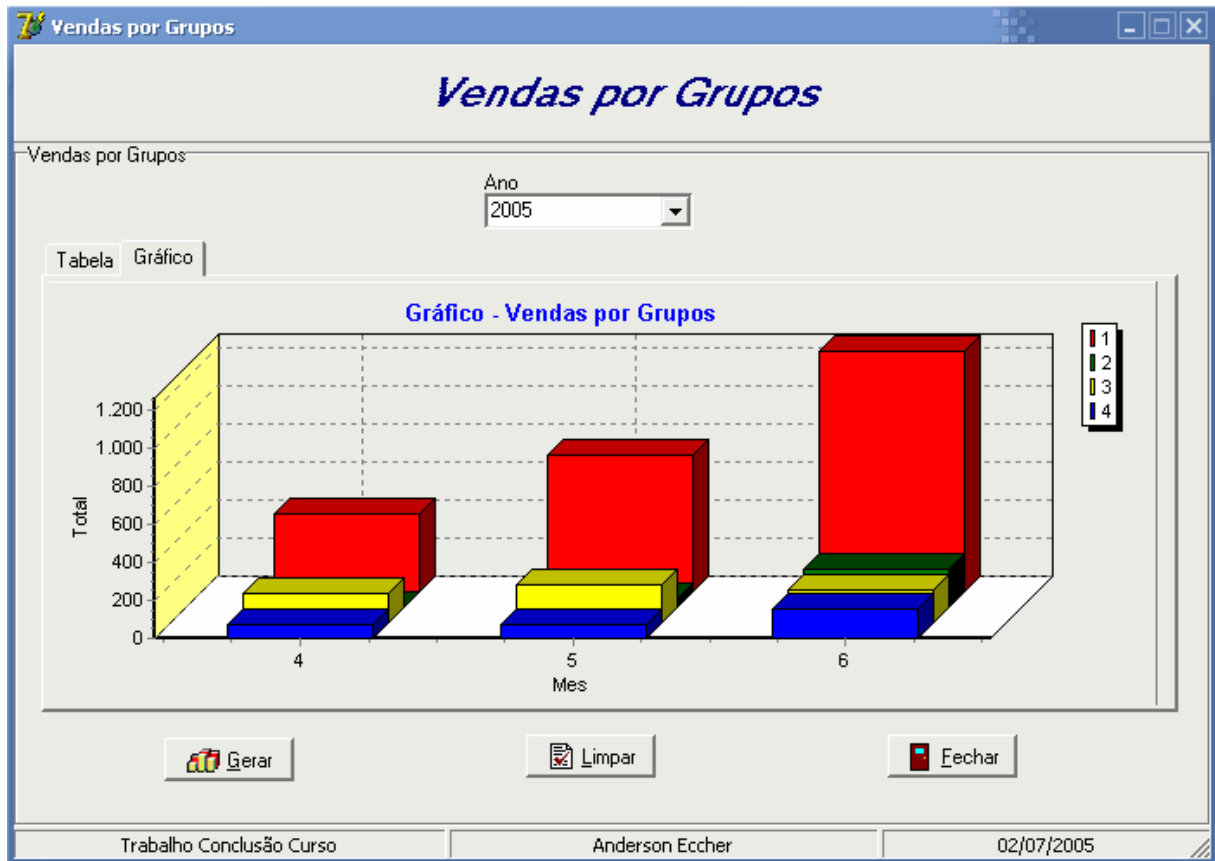 Vendas por Grupos
Vendas por Grupos
Vendas por Grupos
Ano
2005
Tabela Gráfico
Gráfico - Vendas por Grupos
1
2
3
4
1.200
1.000
800
600
400
200
0
Total
4 5 6
Mes
Gerar Limpar Fechar
Trabalho Conclusão Curso Anderson Eccher 02/07/2005